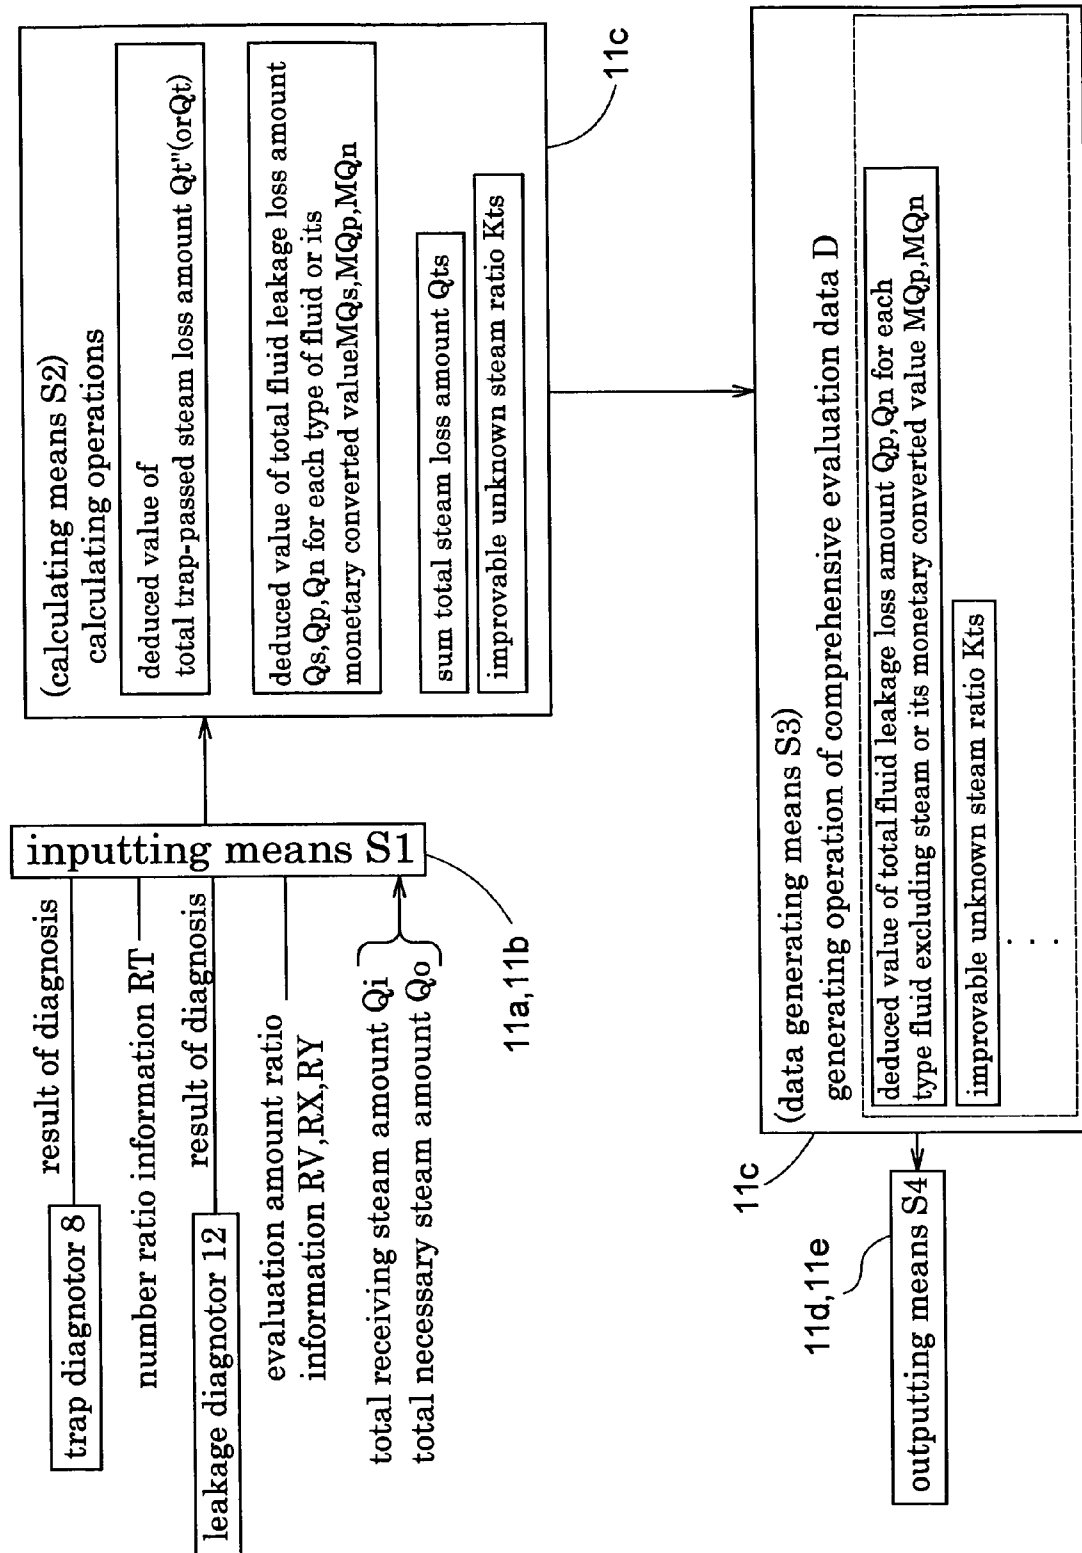 trap diagnotor 8
result of diagnosis
number ratio information RT
leakage diagnotor 12
result of diagnosis
evaluation amount ratio
information RV,RX,RY
total receiving steam amount Qi
total necessary steam amount Qo
inputting means S1
11a,11b
(calculating means S2)
calculating operations
deduced value of
total trap-passed steam loss amount Qt"(orQt)
deduced value of total fluid leakage loss amount
Qs,Qp,Qn for each type of fluid or its
monetary converted valueMQs,MQp,MQn
sum total steam loss amount Qts
improvable unknown steam ratio Kts
11c
(data generating means S3)
generating operation of comprehensive evaluation data D
deduced value of total fluid leakage loss amount Qp,Qn for each
type fluid excluding steam or its monetary converted value MQp,MQn
improvable unknown steam ratio Kts
. . .
11c
outputting means S4
11d,11e